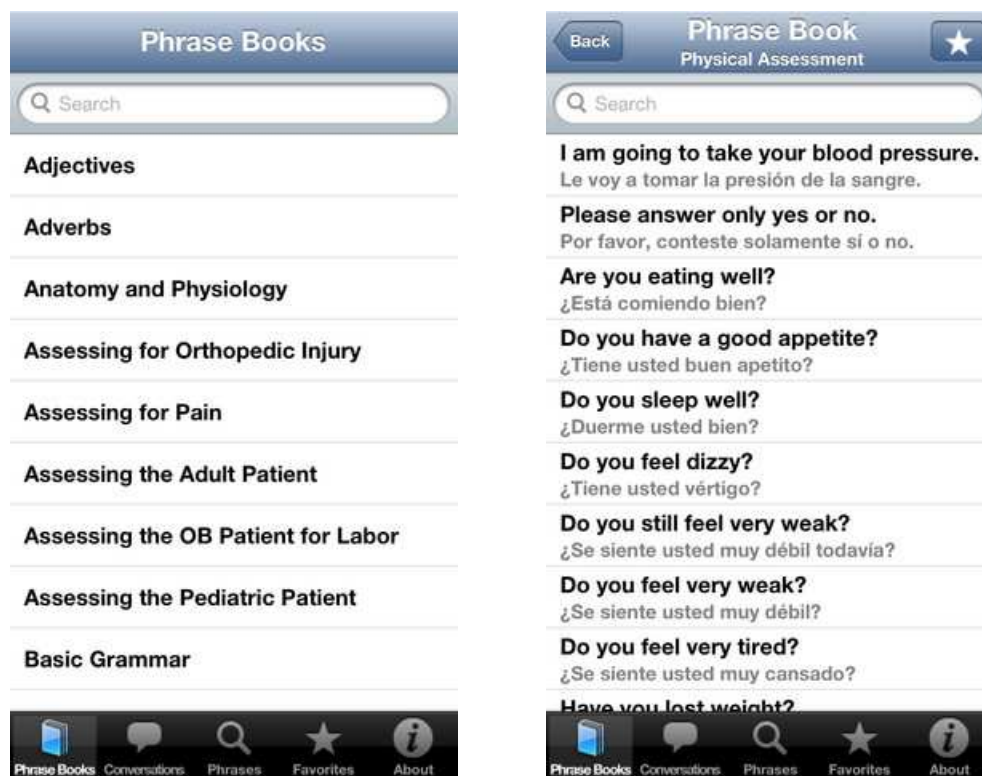 Phrase Books
Search
Adjectives
Adverbs
Anatomy and Physiology
Assessing for Orthopedic Injury
Assessing for Pain
Assessing the Adult Patient
Assessing the OB Patient for Labor
Assessing the Pediatric Patient
Basic Grammar
Phrase Books Conversations Phrases Favorites About
Back
Phrase Book
Physical Assessment
Search
I am going to take your blood pressure.
Le voy a tomar la presión de la sangre.
Please answer only yes or no.
Por favor, conteste solamente sí o no.
Are you eating well?
¿Está comiendo bien?
Do you have a good appetite?
¿Tiene usted buen apetito?
Do you sleep well?
¿Duerme usted bien?
Do you feel dizzy?
¿Tiene usted vértigo?
Do you still feel very weak?
¿Se siente usted muy débil todavía?
Do you feel very weak?
¿Se siente usted muy débil?
Do you feel very tired?
¿Se siente usted muy cansado?
Have you lost weight?
Phrase Books Conversations Phrases Favorites About